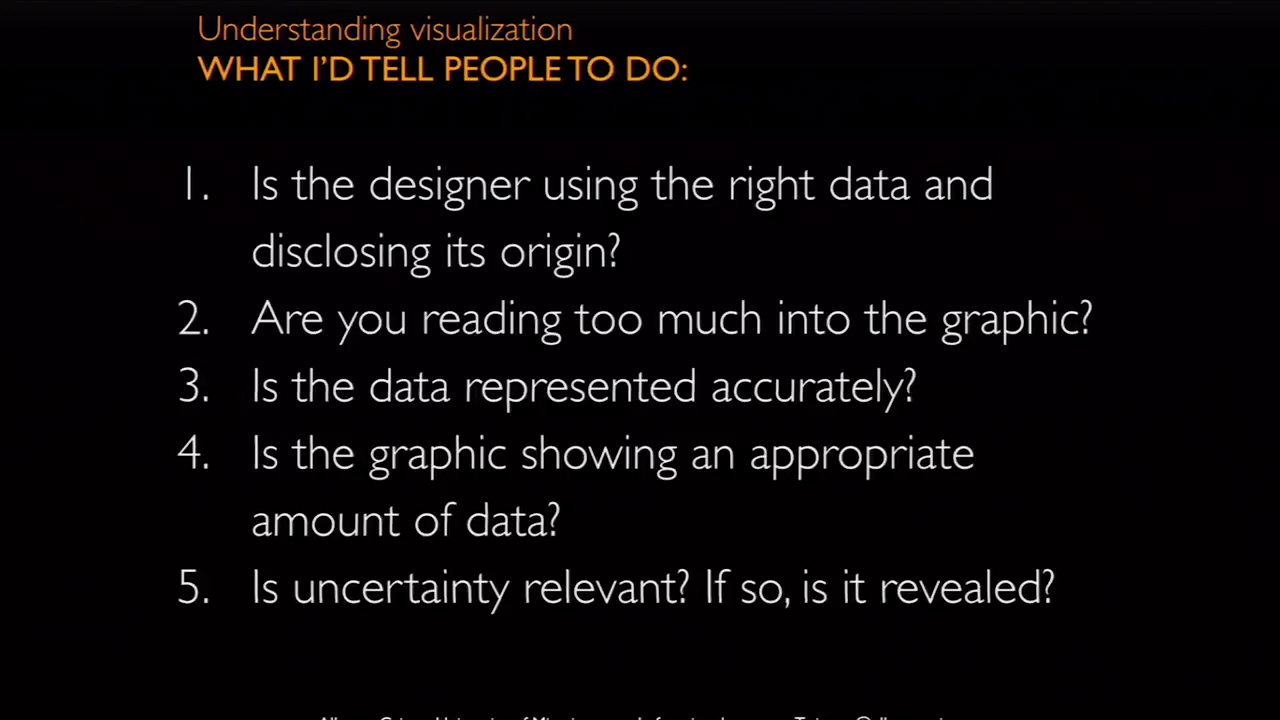 Understanding visualization
WHAT I'D TELL PEOPLE TO DO:
1. Is the designer using the right data and
disclosing its origin?
2. Are you reading too much into the graphic?
3. Is the data represented accurately?
4. Is the graphic showing an appropriate
amount of data?
5. Is uncertainty relevant? If so, is it revealed?